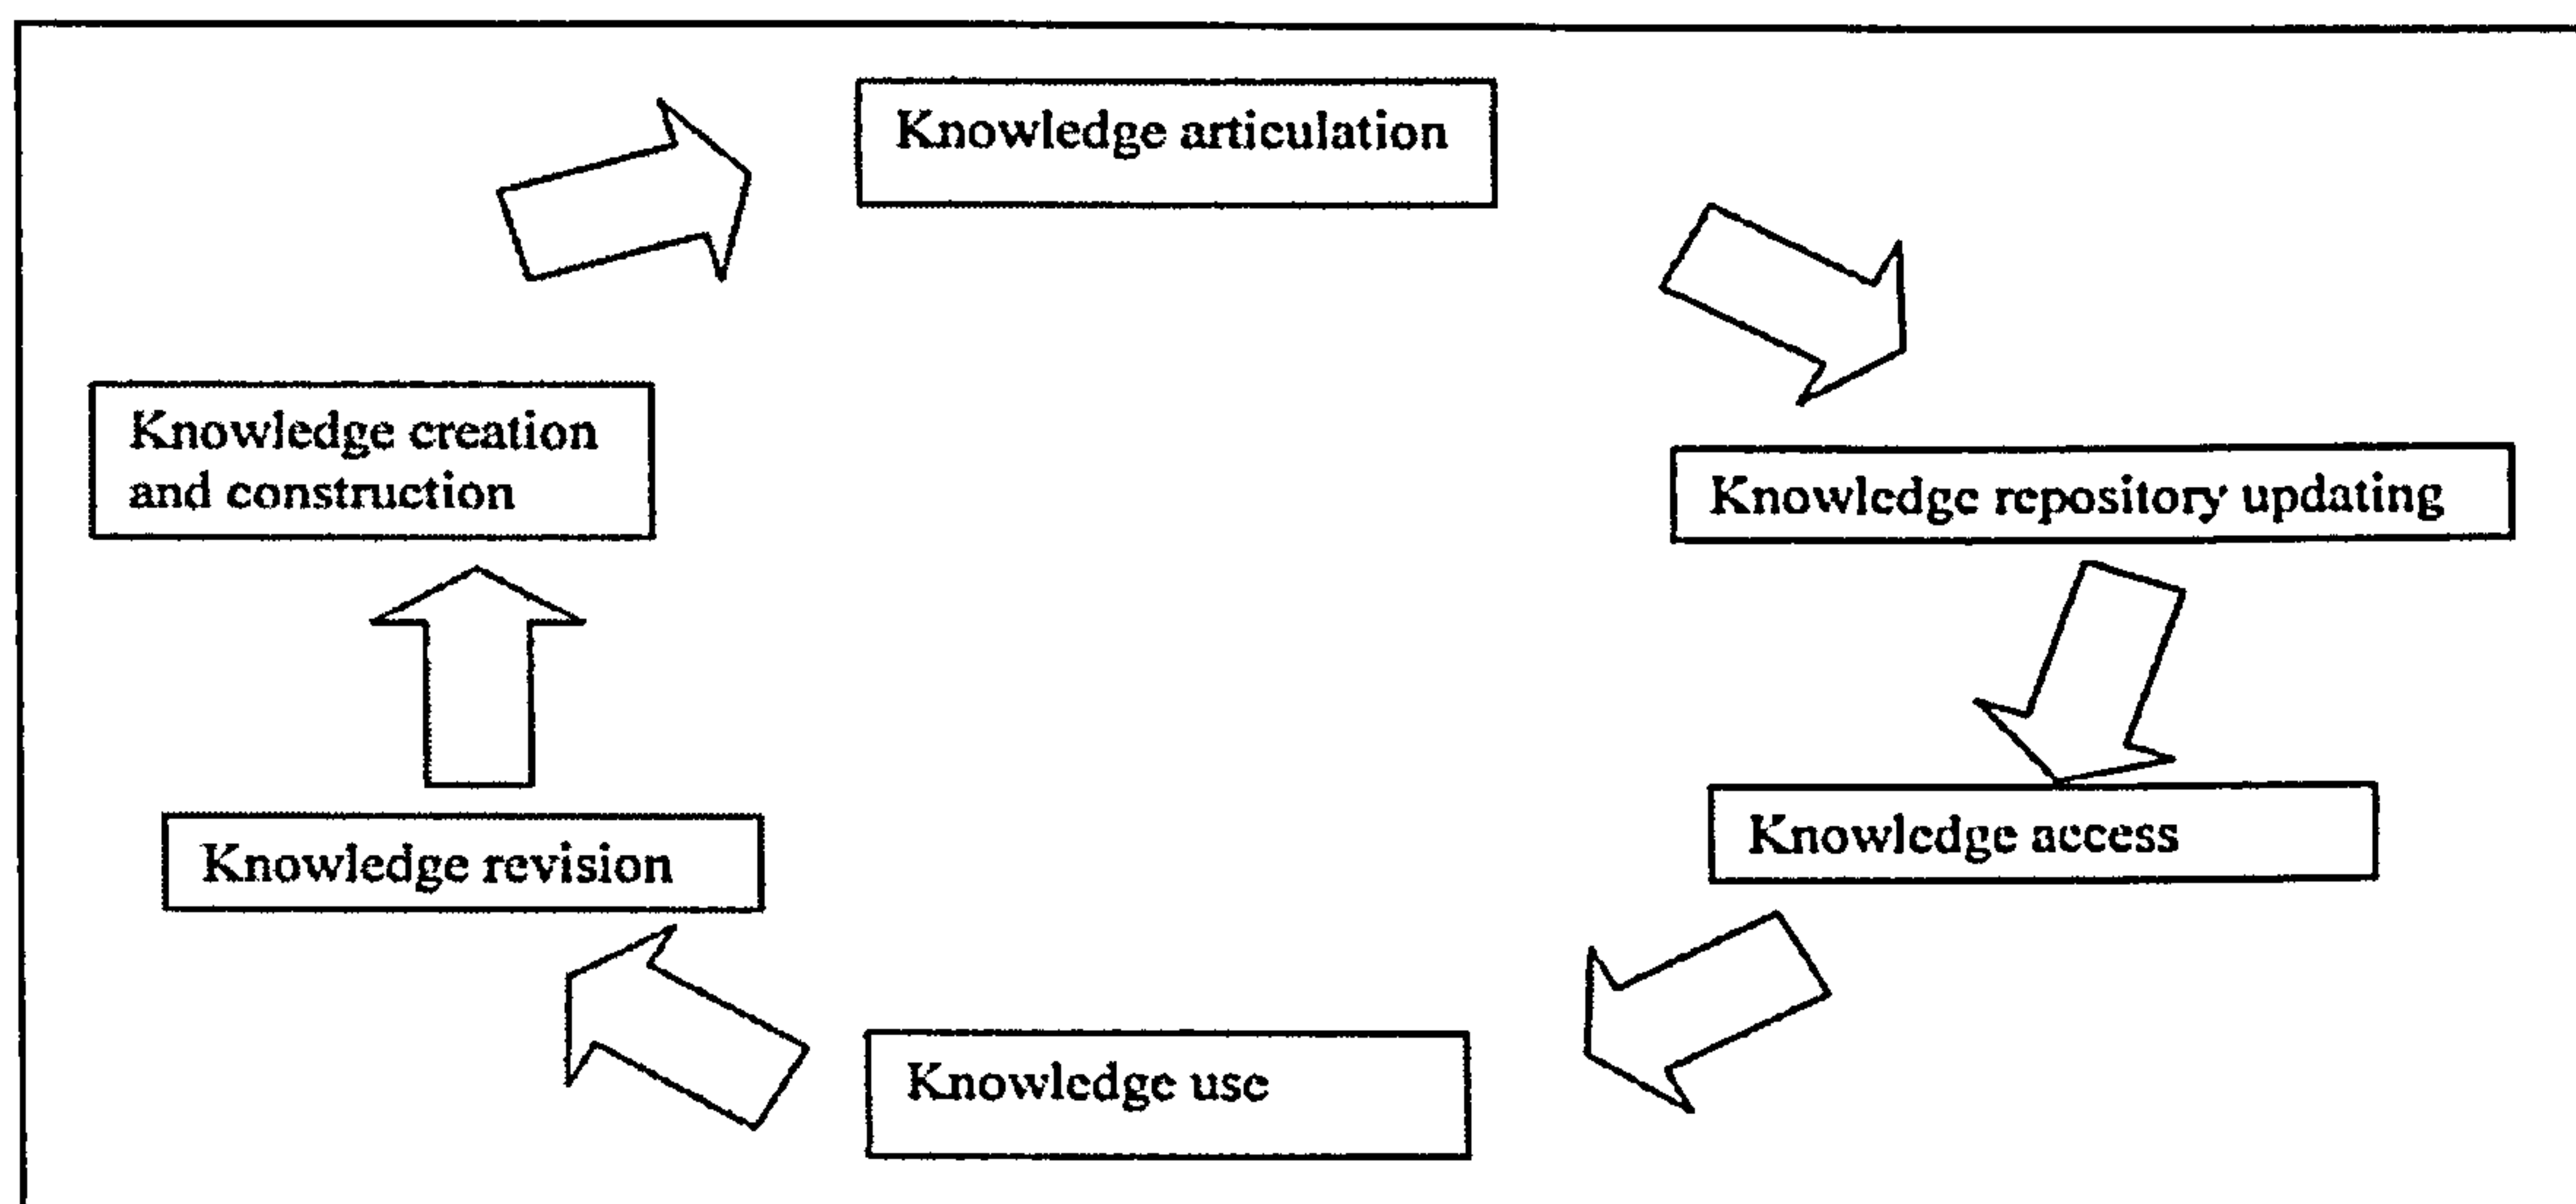 Knowledge articulation
Knowledge creation
and construction
Knowledge repository updating
Knowledge revision
Knowledge access
Knowledge use